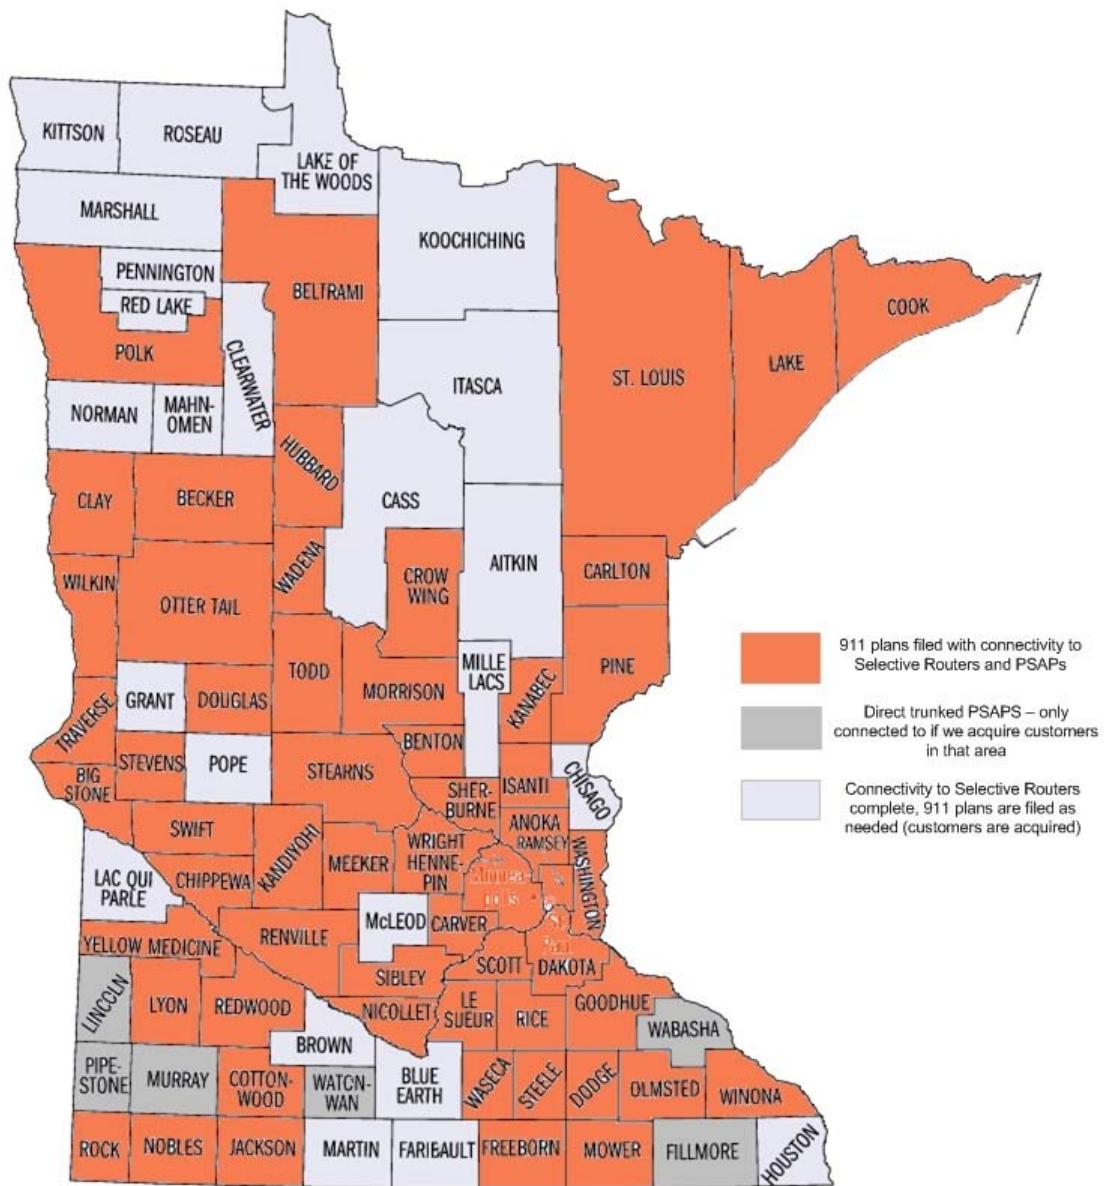 KITTSON
ROSEAU
LAKE OF
THE WOODS
MARSHALL
KOOCHICHING
PENNINGTON
RED LAKE
BELTRAMI
COOK
POLK
CLEARWATER
ITASCA
ST. LOUIS
LAKE
NORMAN
MAHN-
OMEN
HUBBARD
CLAY
BECKER
CASS
WADENA
AITKIN
WILKIN
OTTER TAIL
CROW
WING
CARLTON
TODD
MILLE
LACS
PINE
GRANT
DOUGLAS
MORRISON
KANABEC
TRAVERSE
BENTON
STEVENS
POPE
STEARNS
BIG
STONE
SHER-
BURNE
ISANTI
CHISAGO
SWIFT
KANDIYOHI
MEEKER
WRIGHT
ANOKA
RAMSEY
HENNE-
PIN
WASHINGTON
LAC QUI
PARLE
CHIPPEWA
Minnea-
polis
McLEOD
CARVER
St.
Paul
YELLOW MEDICINE
RENVILLE
SIBLEY
SCOTT
DAKOTA
LINCOLN
LYON
REDWOOD
NICOLLET
LE
SUEUR
RICE
GOODHUE
WABASHA
BROWN
PIPE-
STONE
MURRAY
COTTON-
WOOD
WATON-
WAN
BLUE
EARTH
WASECA
STEELE
DODGE
OLMSTED
WINONA
ROCK
NOBLES
JACKSON
MARTIN
FARIBAULT
FREEBORN
MOWER
FILLMORE
HOUSTON
911 plans filed with connectivity to
Selective Routers and PSAPs
Direct trunked PSAPS – only
connected to if we acquire customers
in that area
Connectivity to Selective Routers
complete, 911 plans are filed as
needed (customers are acquired)